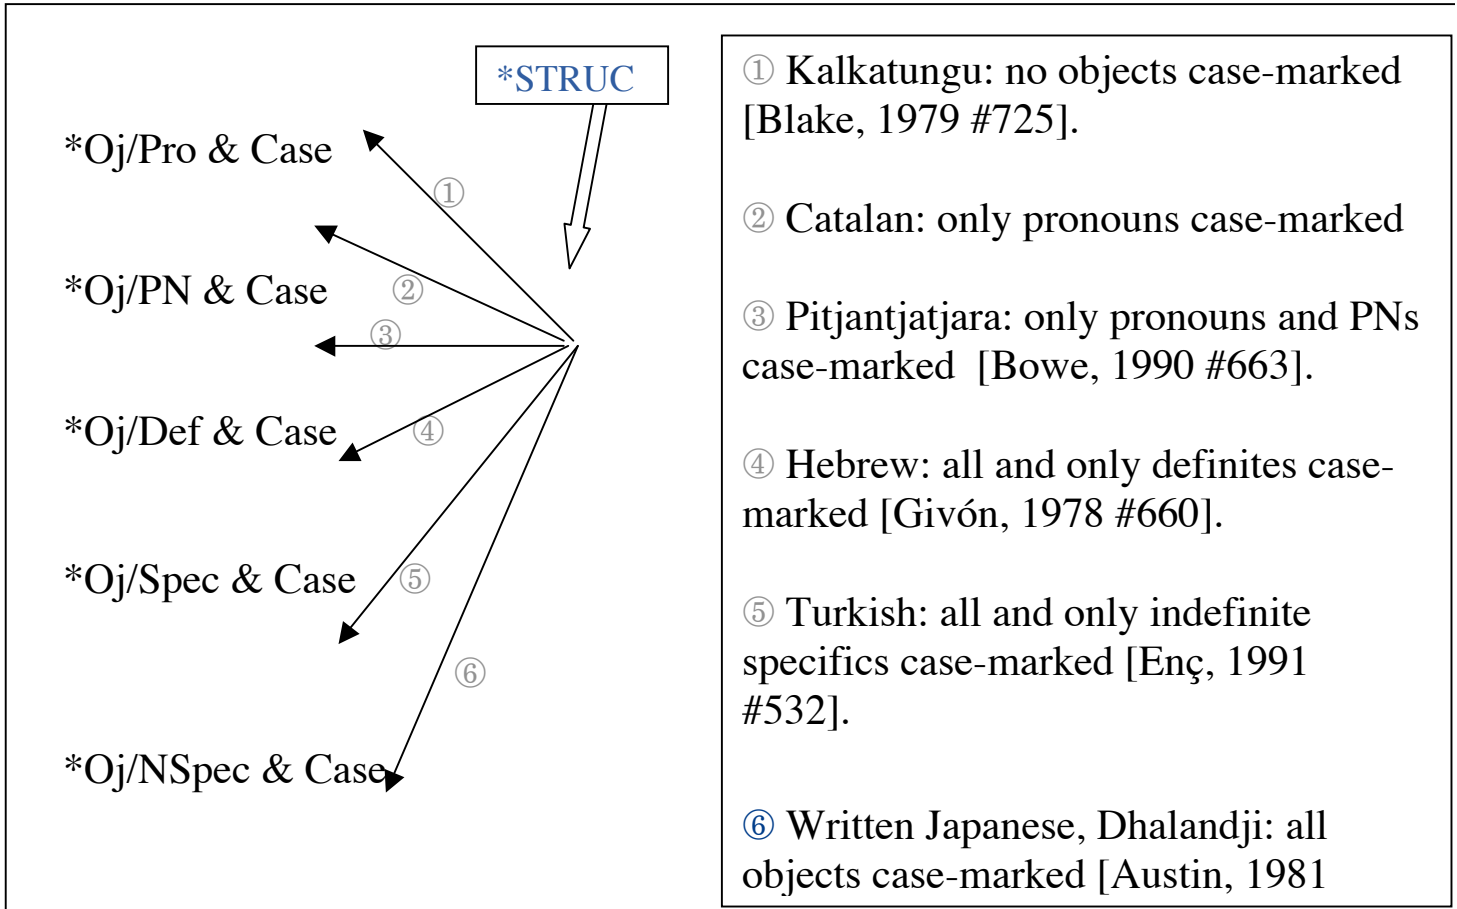 *STRUC
*Oj/Pro & Case
①
*Oj/PN & Case
②
③
*Oj/Def & Case
④
*Oj/Spec & Case
⑤
⑥
*Oj/NSpec & Case
① Kalkatungu: no objects case-marked
[Blake, 1979 #725].
② Catalan: only pronouns case-marked
③ Pitjantjatjara: only pronouns and PNs
case-marked [Bowe, 1990 #663].
④ Hebrew: all and only definites case-
marked [Givón, 1978 #660].
⑤ Turkish: all and only indefinite
specifics case-marked [Enç, 1991
#532].
⑥ Written Japanese, Dhalandji: all
objects case-marked [Austin, 1981